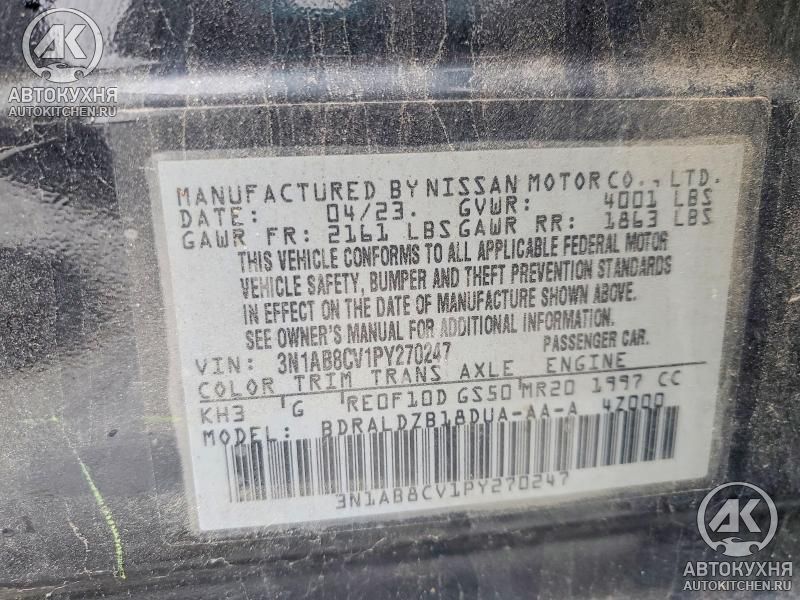 АК
АВТОКУХНЯ
AUTOKITCHEN.RU
MANUFACTURED BY NISSAN MOTOR CO., LTD.
DATE: 04/23. GVWR: 4001 LBS
GAWR FR: 2161 LBS GAWR RR: 1863 LBS
THIS VEHICLE CONFORMS TO ALL APPLICABLE FEDERAL MOTOR
VEHICLE SAFETY, BUMPER AND THEFT PREVENTION STANDARDS
IN EFFECT ON THE DATE OF MANUFACTURE SHOWN ABOVE.
SEE OWNER'S MANUAL FOR ADDITIONAL INFORMATION.
VIN: 3N1AB8CV1PY270247 PASSENGER CAR.
COLOR TRIM TRANS AXLE ENGINE
KH3 G RE0F10D GS50 MR20 1997 CC
MODEL: BDRALDZB18DUA-AA-A 4Z000
3N1AB8CV1PY270247
АК
АВТОКУХНЯ
AUTOKITCHEN.RU